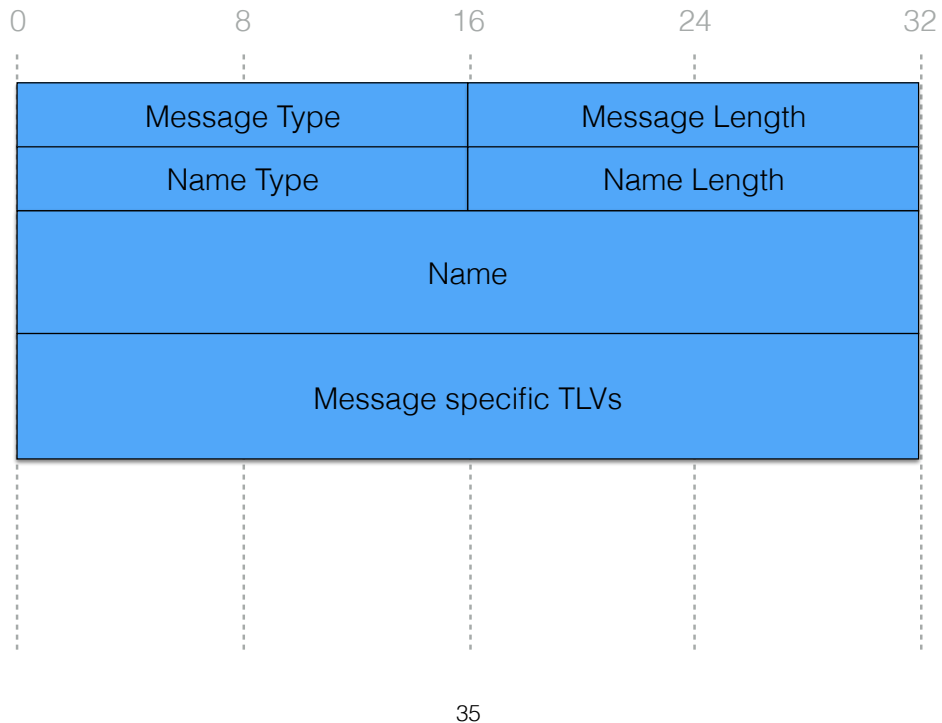 0 8 16 24 32
Message Type Message Length
Name Type Name Length
Name
Message specific TLVs
35